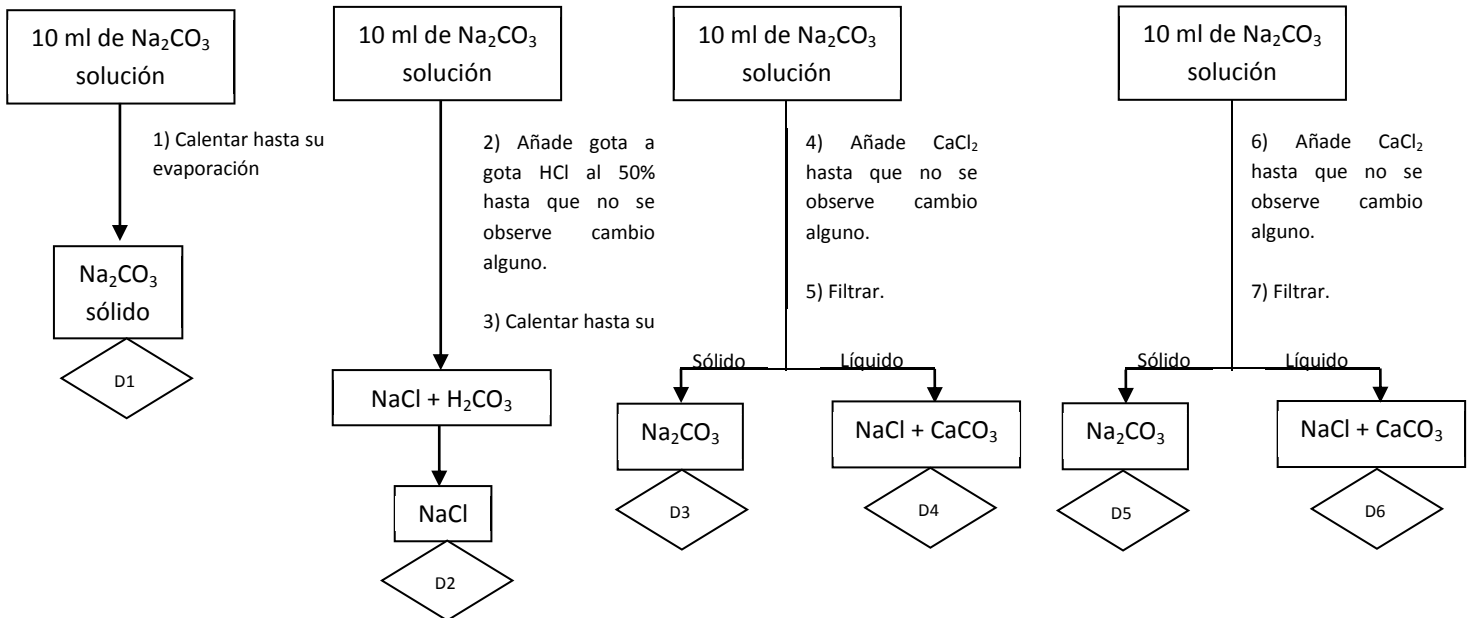 10 ml de Na₂CO₃
solución
1) Calentar hasta su
evaporación
Na₂CO₃
sólido
D1
10 ml de Na₂CO₃
solución
2) Añade gota a
gota HCl al 50%
hasta que no se
observe cambio
alguno.
3) Calentar hasta su
NaCl + H₂CO₃
NaCl
D2
10 ml de Na₂CO₃
solución
4) Añade CaCl₂
hasta que no se
observe cambio
alguno.
5) Filtrar.
Sólido
Líquido
Na₂CO₃
D3
NaCl + CaCO₃
D4
10 ml de Na₂CO₃
solución
6) Añade CaCl₂
hasta que no se
observe cambio
alguno.
7) Filtrar.
Sólido
Líquido
Na₂CO₃
D5
NaCl + CaCO₃
D6